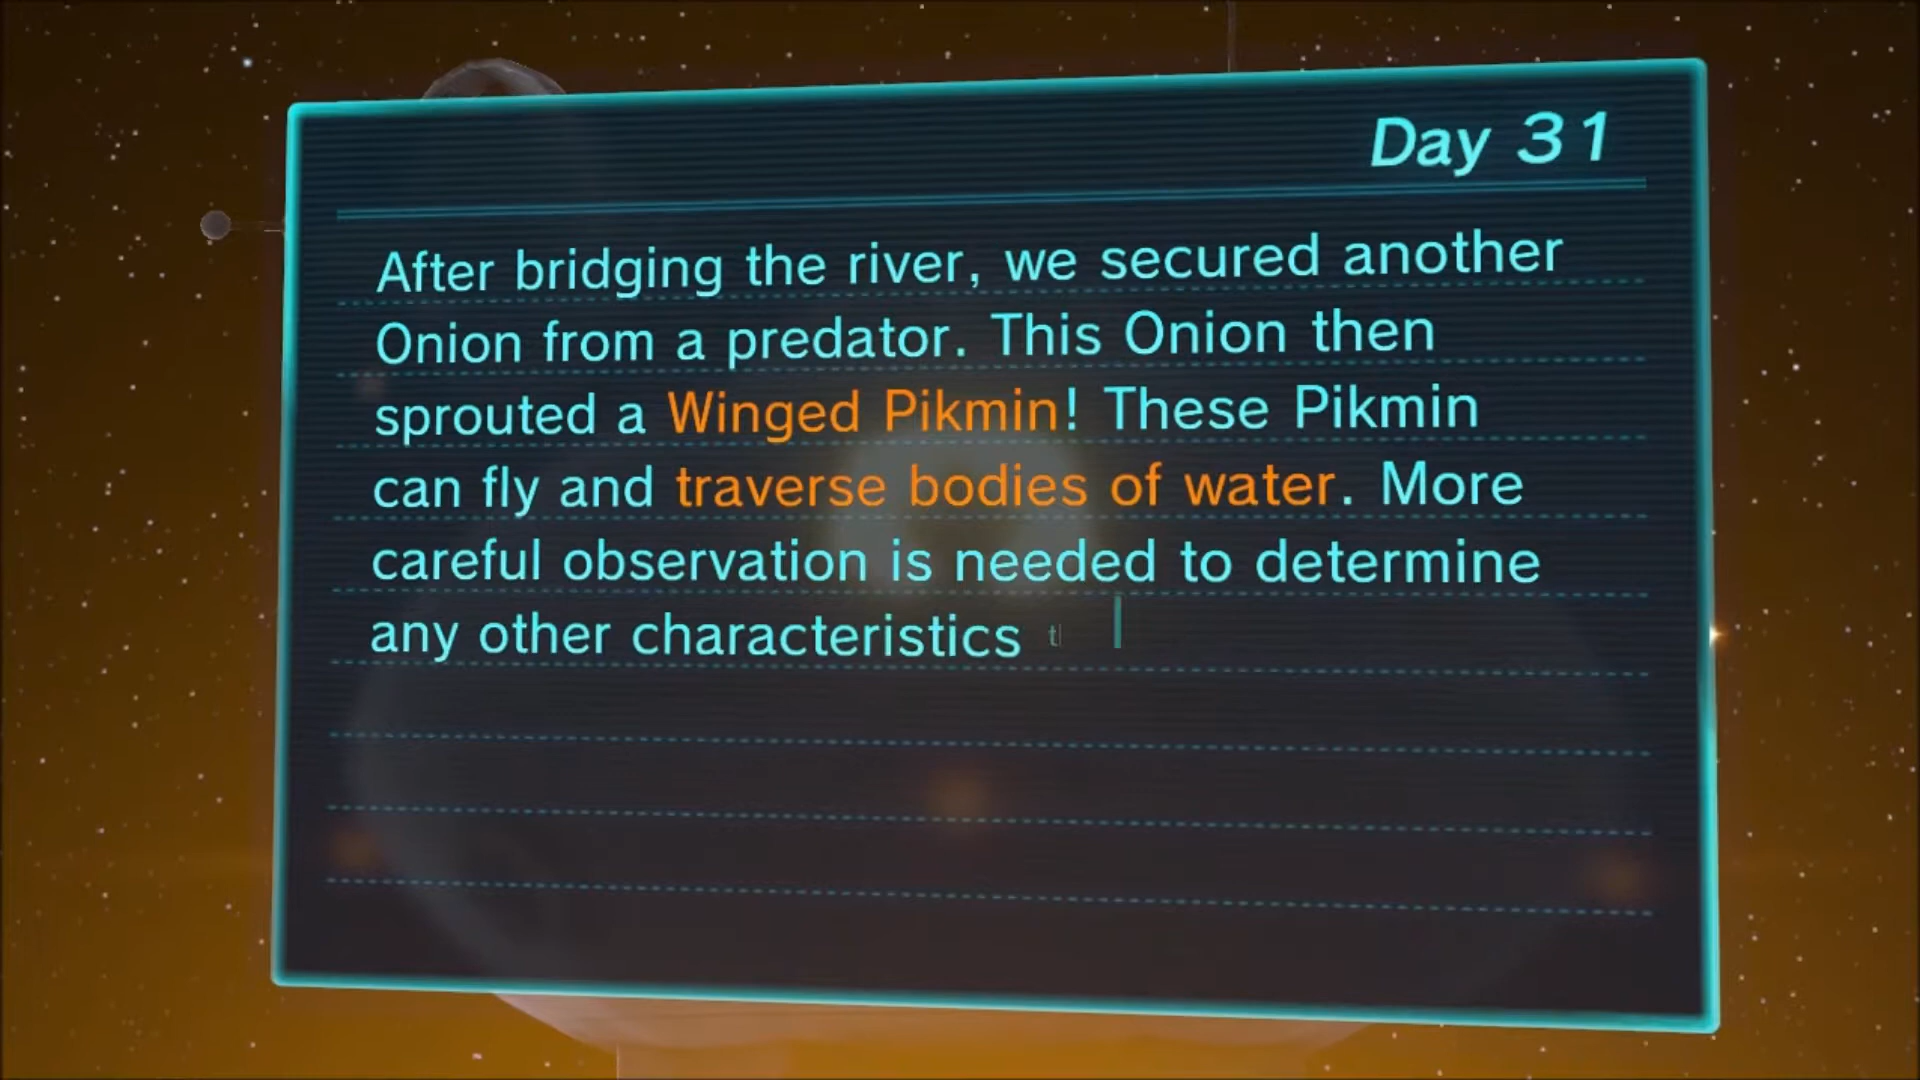 Day 31
After bridging the river, we secured another
Onion from a predator. This Onion then
sprouted a Winged Pikmin! These Pikmin
can fly and traverse bodies of water. More
careful observation is needed to determine
any other characteristics